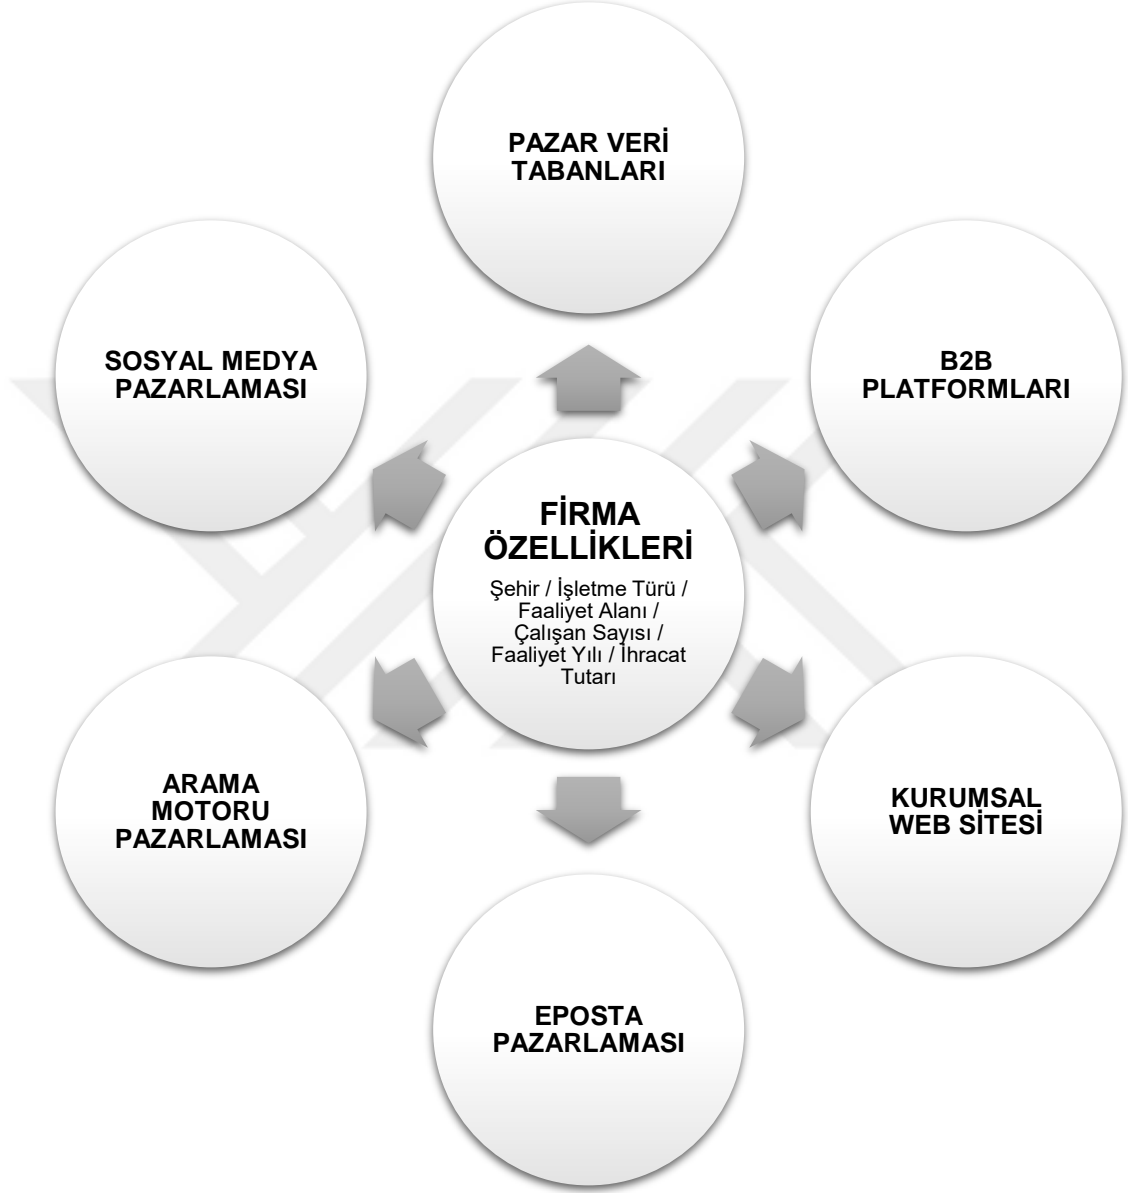 PAZAR VERİ
TABANLARI
SOSYAL MEDYA
PAZARLAMASI
B2B
PLATFORMLARI
FİRMA
ÖZELLİKLERİ
Şehir / İşletme Türü /
Faaliyet Alanı /
Çalışan Sayısı /
Faaliyet Yılı / İhracat
Tutarı
ARAMA
MOTORU
PAZARLAMASI
KURUMSAL
WEB SİTESİ
EPOSTA
PAZARLAMASI